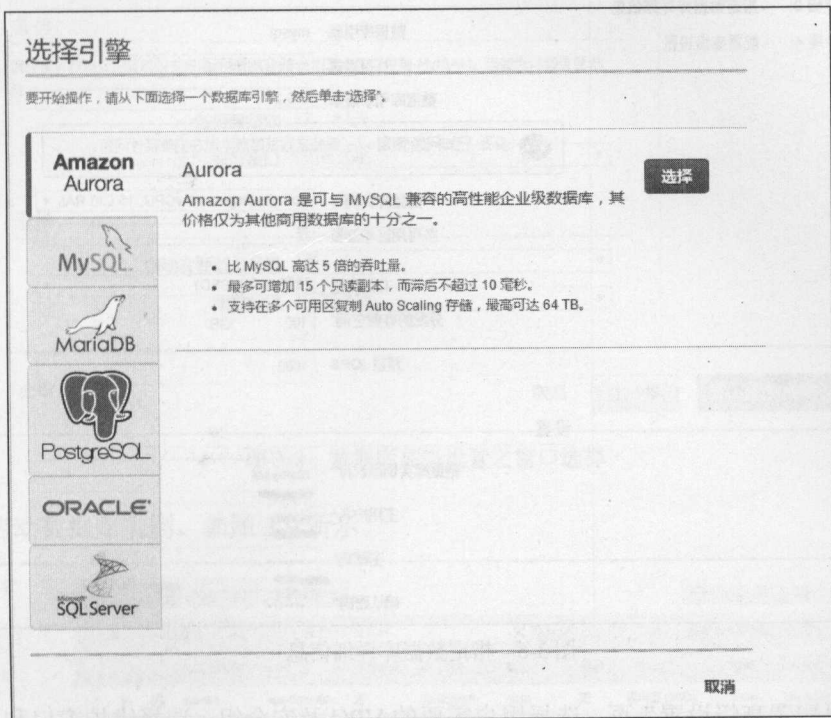 选择引擎
要开始操作，请从下面选择一个数据库引擎，然后单击“选择”。
Amazon
Aurora
Aurora
选择
Amazon Aurora 是可与 MySQL 兼容的高性能企业级数据库，其
价格仅为其他商用数据库的十分之一。
• 比 MySQL 高达 5 倍的吞吐量。
• 最多可增加 15 个只读副本，而滞后不超过 10 毫秒。
• 支持在多个可用区复制 Auto Scaling 存储，最高可达 64 TB。
MySQL.
MariaDB
PostgreSQL
ORACLE
Microsoft
SQL Server
取消